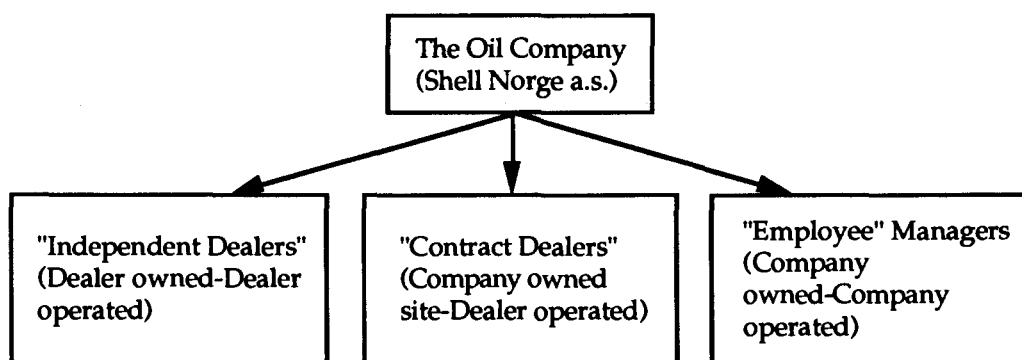 The Oil Company
(Shell Norge a.s.)
"Independent Dealers"
(Dealer owned-Dealer
operated)
"Contract Dealers"
(Company owned
site-Dealer operated)
"Employee" Managers
(Company
owned-Company
operated)